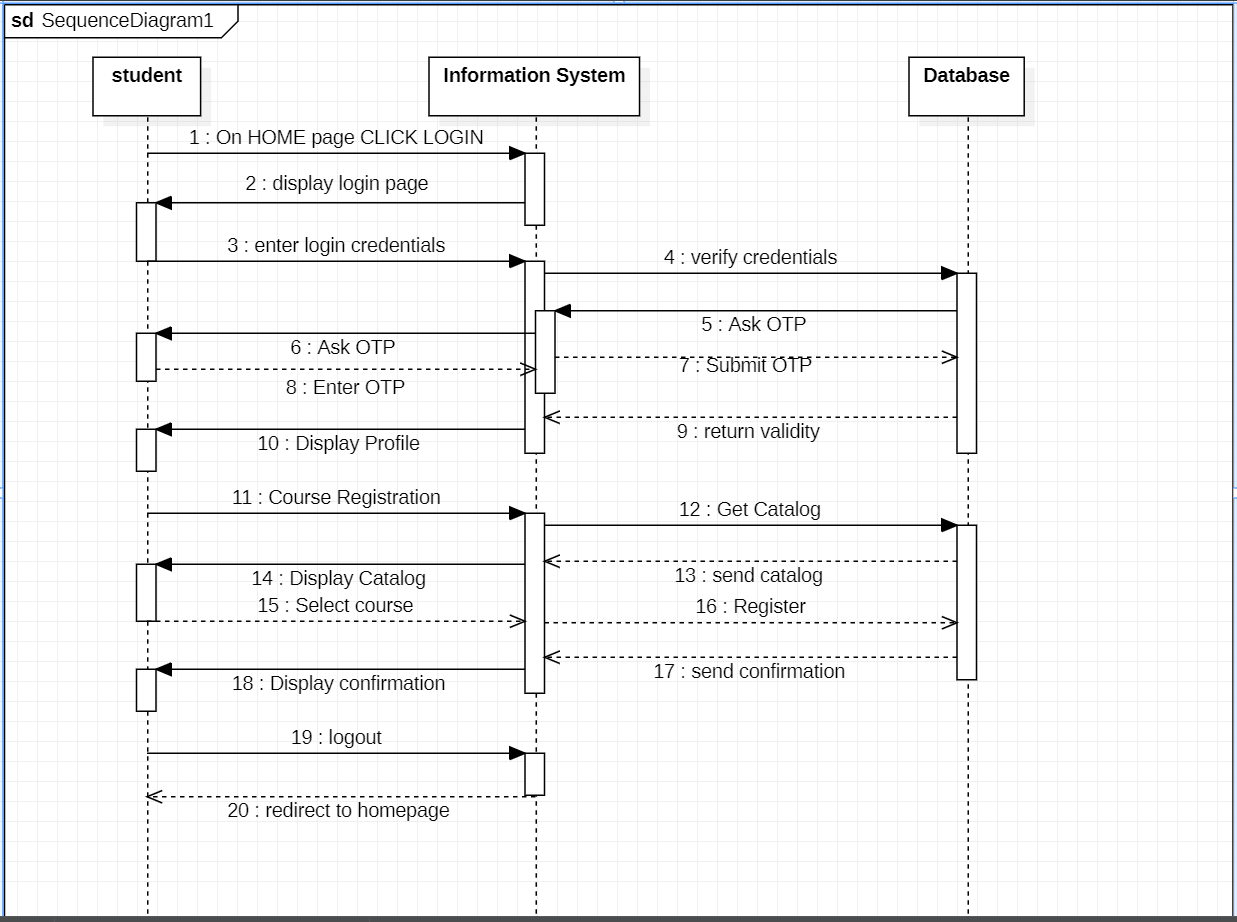 sd SequenceDiagram1
student
Information System
Database
1 : On HOME page CLICK LOGIN
2 : display login page
3 : enter login credentials
4 : verify credentials
5 : Ask OTP
6 : Ask OTP
7 : Submit OTP
8 : Enter OTP
9 : return validity
10 : Display Profile
11 : Course Registration
12 : Get Catalog
13 : send catalog
14 : Display Catalog
15 : Select course
16 : Register
17 : send confirmation
18 : Display confirmation
19 : logout
20 : redirect to homepage